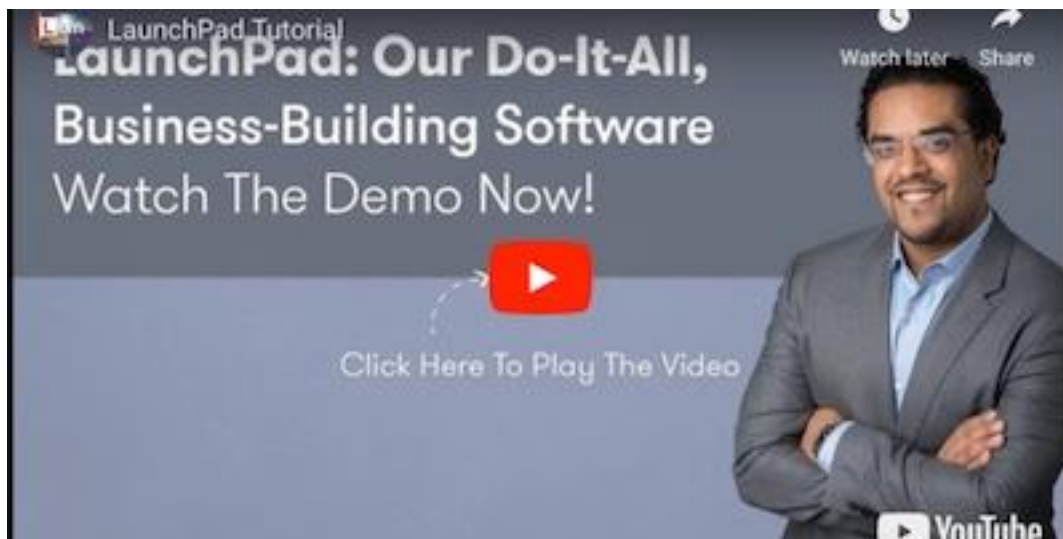 LaunchPad Tutorial
LaunchPad: Our Do-It-All,
Watch later
Share
Business-Building Software
Watch The Demo Now!
Click Here To Play The Video
YouTube